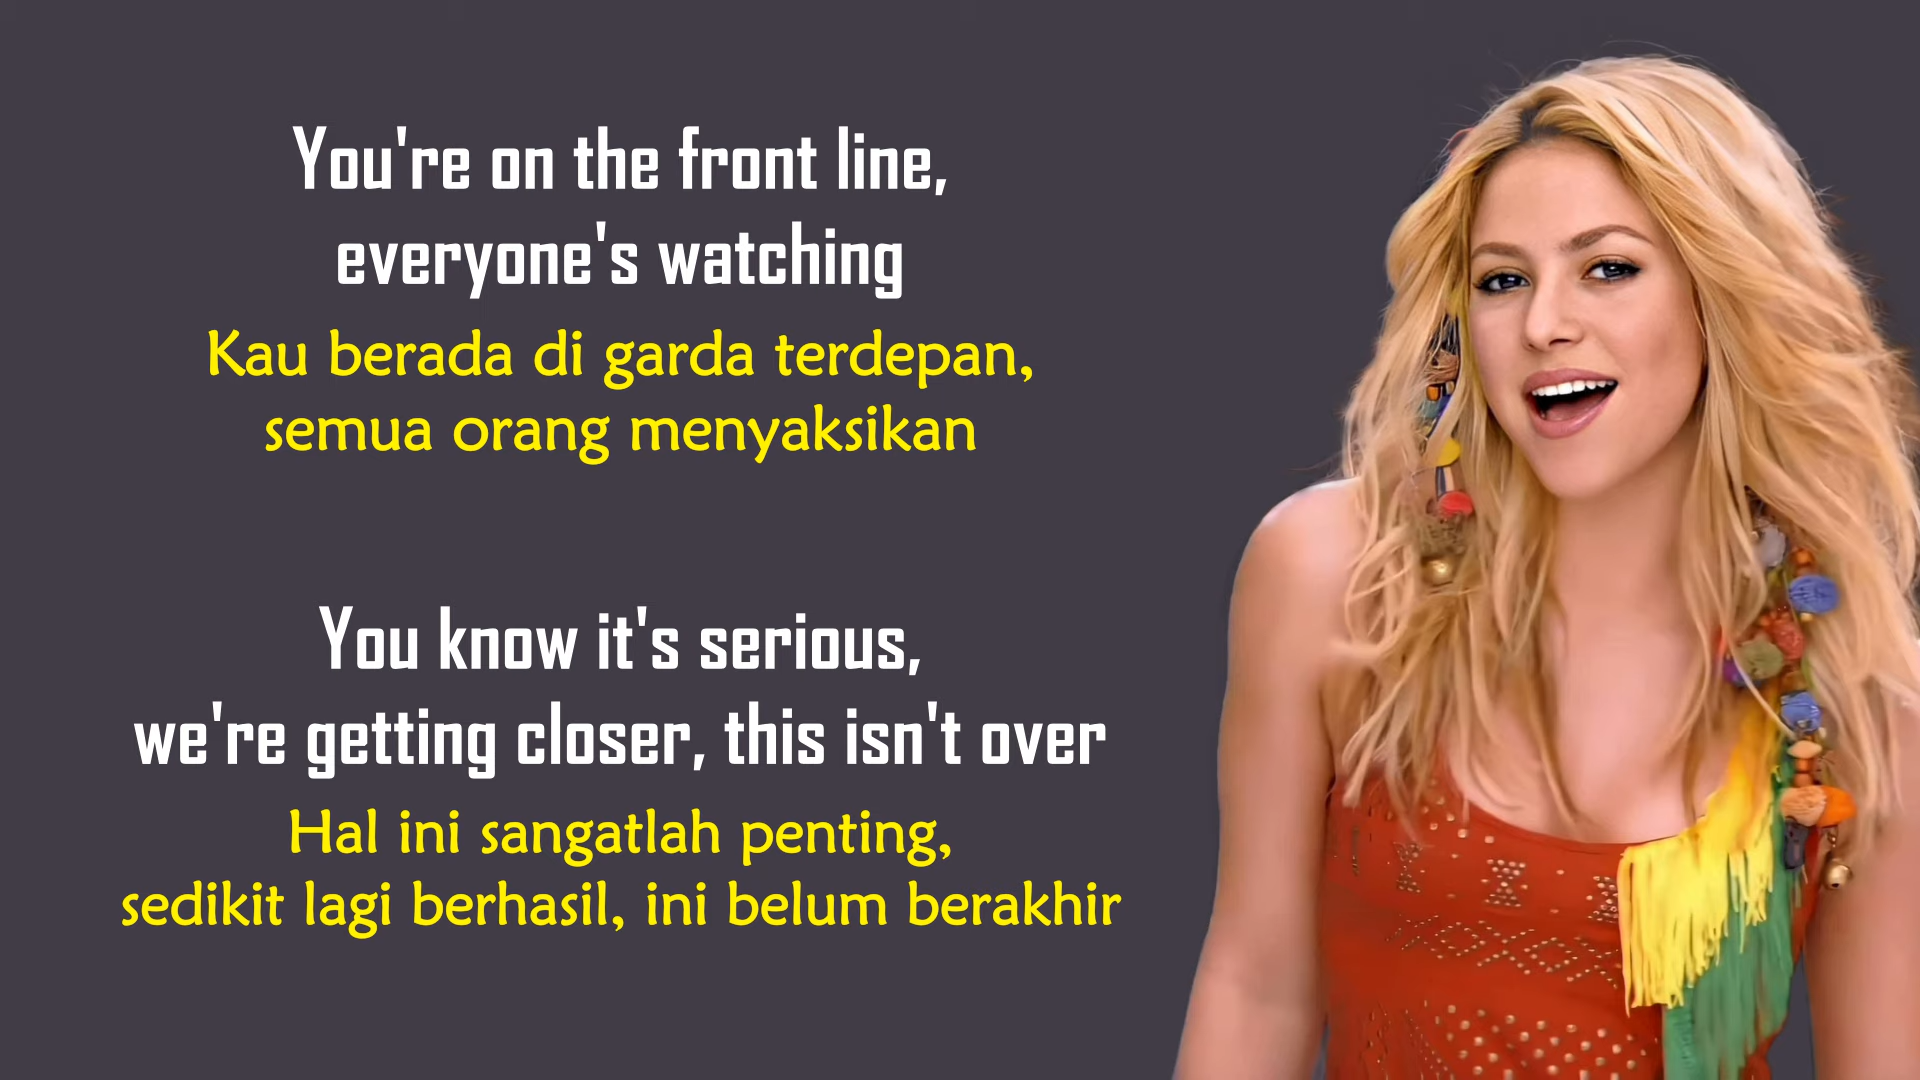 You're on the front line,
everyone's watching
Kau berada di garda terdepan,
semua orang menyaksikan
You know it's serious,
we're getting closer, this isn't over
Hal ini sangatlah penting,
sedikit lagi berhasil, ini belum berakhir